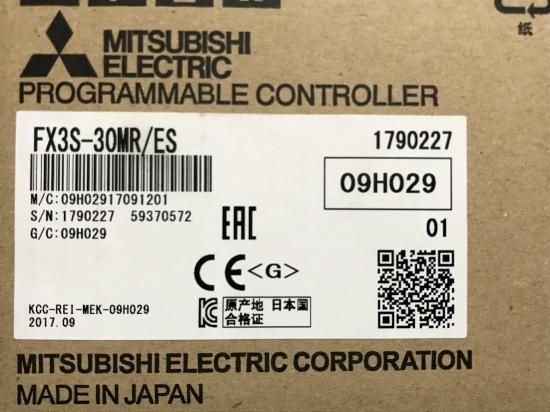 纸
MITSUBISHI
ELECTRIC
PROGRAMMABLE CONTROLLER
FX3S-30MR/ES
1790227
M/C:09H02917091201
S/N:1790227 59370572
G/C:09H029
EAC
09H029
01
CE <G>
KCC-REI-MEK-09H029
2017.09
原产地 日本国
合格证
MITSUBISHI ELECTRIC CORPORATION
MADE IN JAPAN